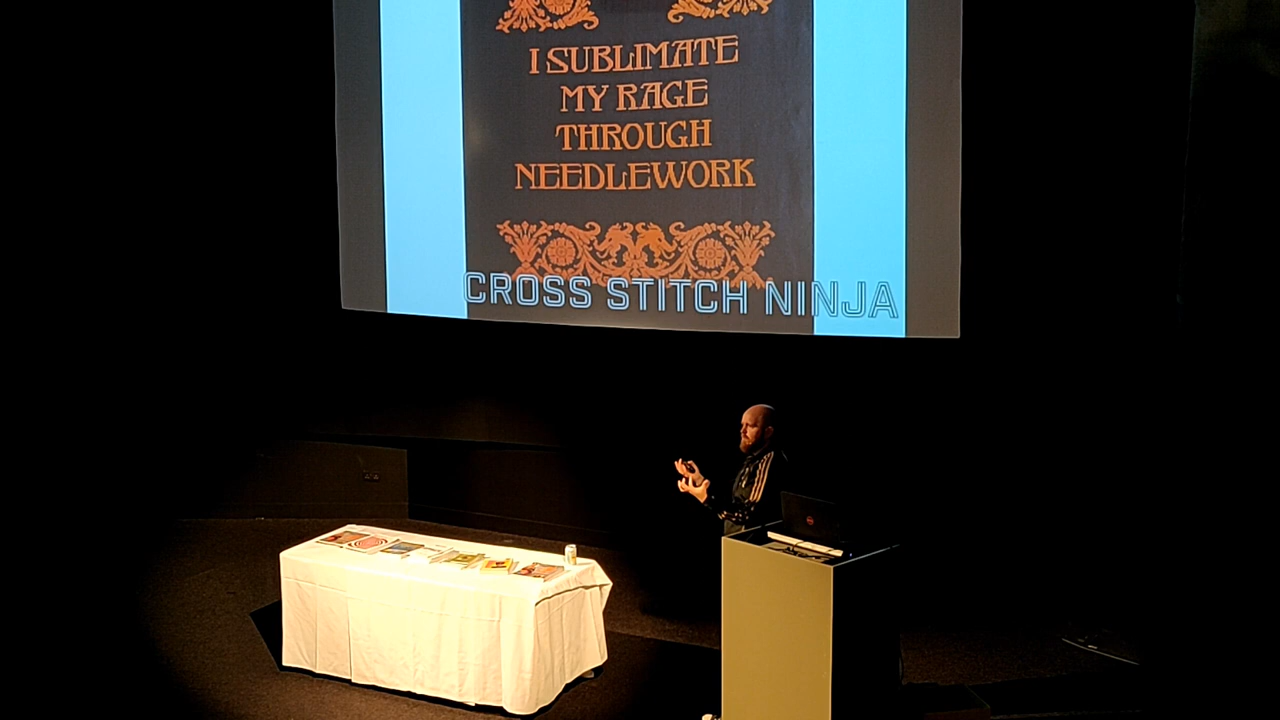 I SUBLIMATE
MY RAGE
THROUGH
NEEDLEWORK
CROSS STITCH NINJA